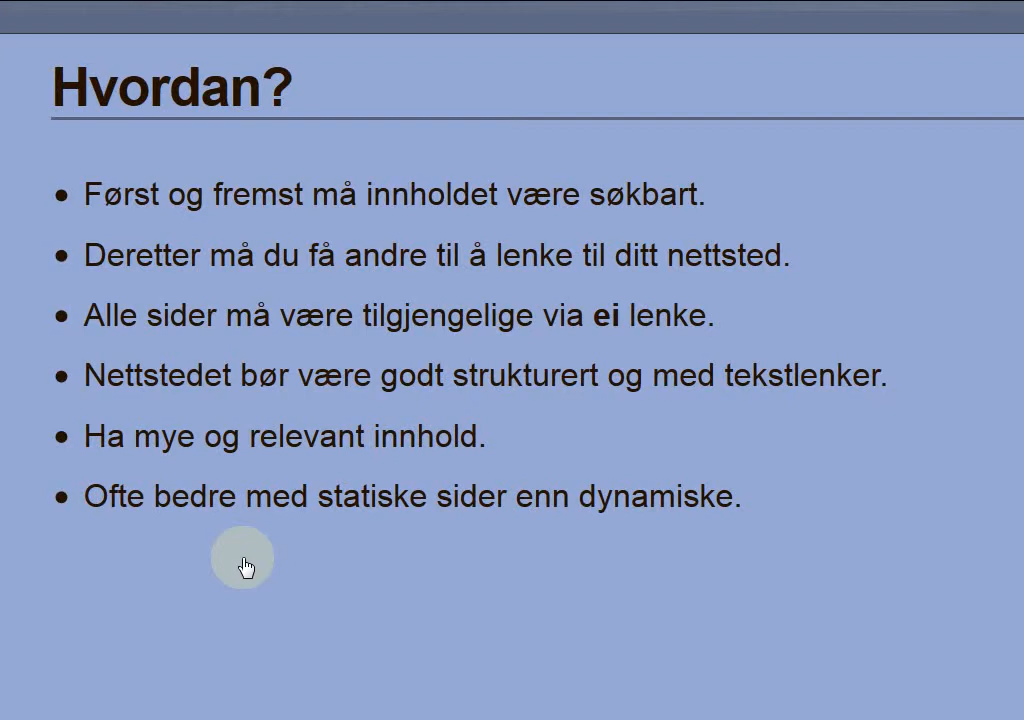 Hvordan?
Først og fremst må innholdet være søkbart.
Deretter må du få andre til å lenke til ditt nettsted.
Alle sider må være tilgjengelige via ei lenke.
Nettstedet bør være godt strukturert og med tekstlenker.
Ha mye og relevant innhold.
Ofte bedre med statiske sider enn dynamiske.